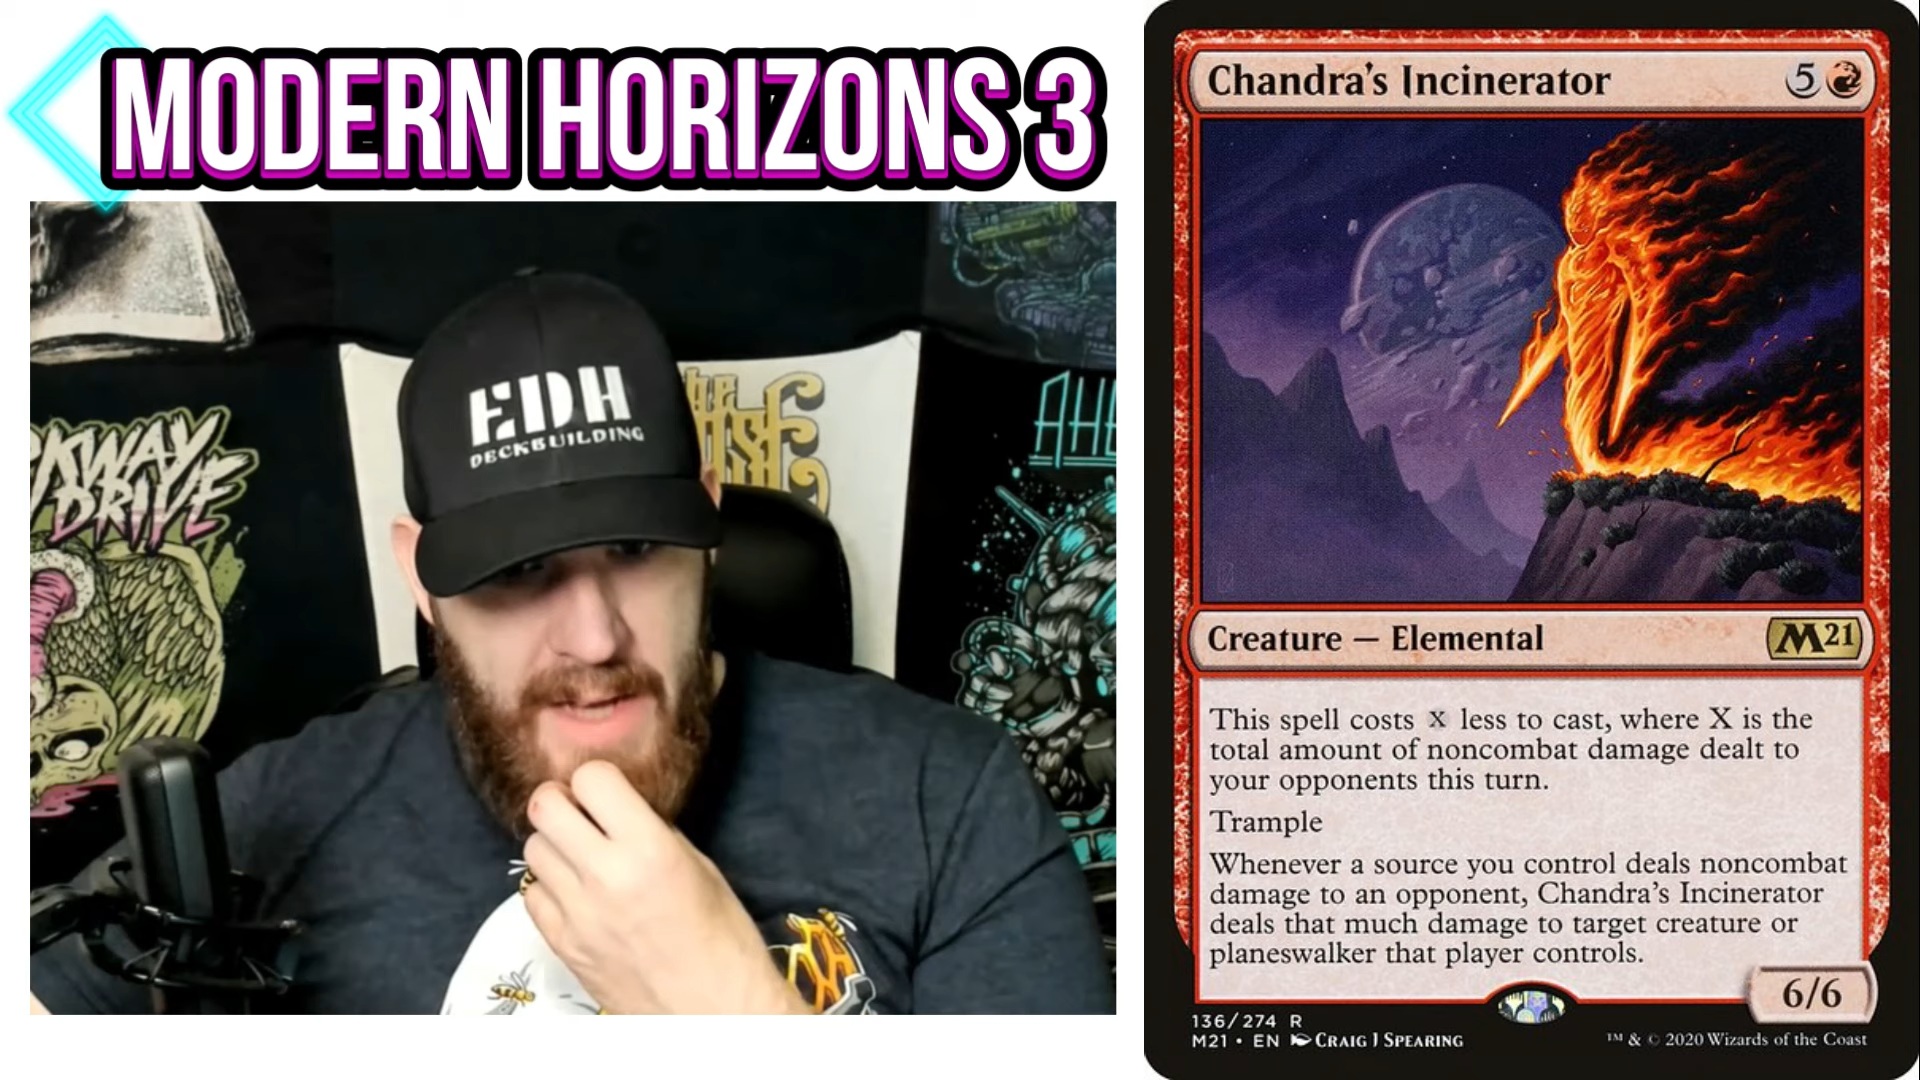 MODERN HORIZONS 3
EDH
DECKBUILDING
DRIVE
Chandra's Incinerator 5
Creature — Elemental
M21
This spell costs X less to cast, where X is the
total amount of noncombat damage dealt to
your opponents this turn.
Trample
Whenever a source you control deals noncombat
damage to an opponent, Chandra's Incinerator
deals that much damage to target creature or
planeswalker that player controls.
6/6
136/274 R
M21 • EN CRAIG J SPEARING
™ & © 2020 Wizards of the Coast